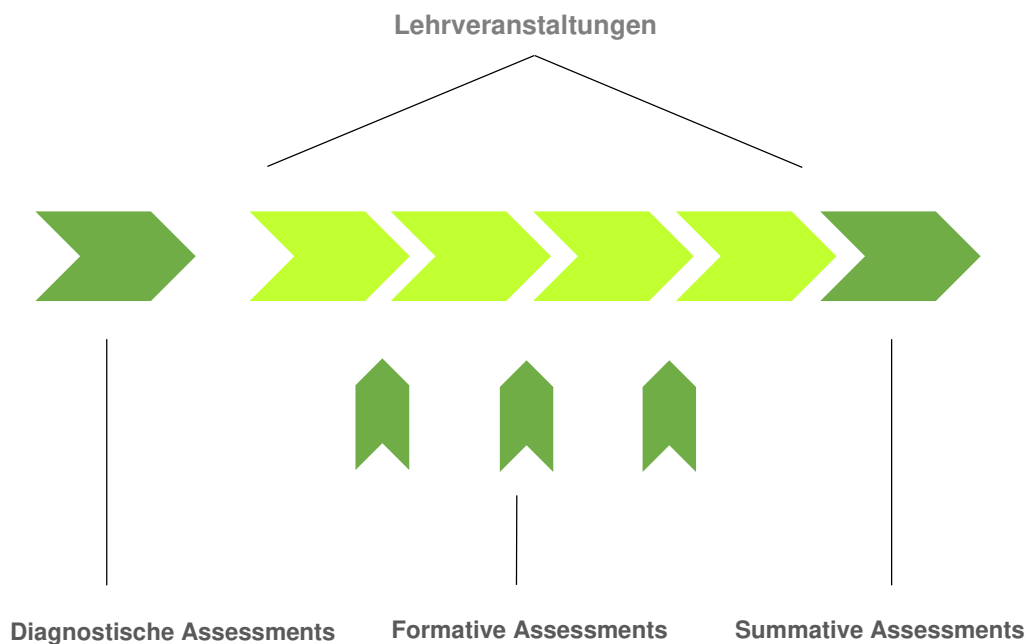 Lehrveranstaltungen
Diagnostische Assessments
Formative Assessments
Summative Assessments